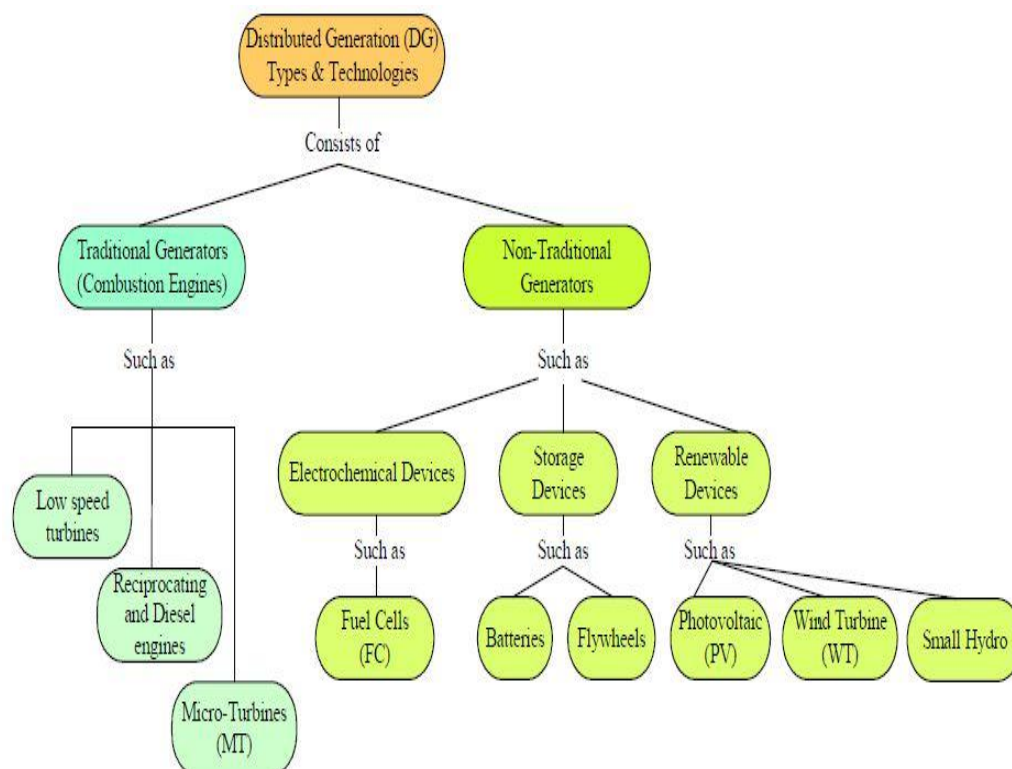 Distributed Generation (DG)
Types & Technologies
Consists of
Traditional Generators
(Combustion Engines)
Non-Traditional
Generators
Such as
Such as
Low speed
turbines
Reciprocating
and Diesel
engines
Micro-Turbines
(MT)
Electrochemical Devices
Storage
Devices
Renewable
Devices
Such as
Such as
Such as
Fuel Cells
(FC)
Batteries
Flywheels
Photovoltaic
(PV)
Wind Turbine
(WT)
Small Hydro